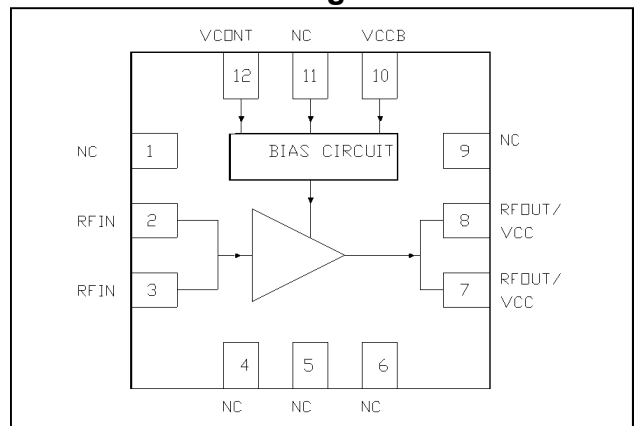 VCONT NC VCCB
12 11 10
NC 1 BIAS CIRCUIT 9 NC
RFIN 2 8 RFOUT/
VCC
RFIN 3 7 RFOUT/
VCC
4 5 6
NC NC NC